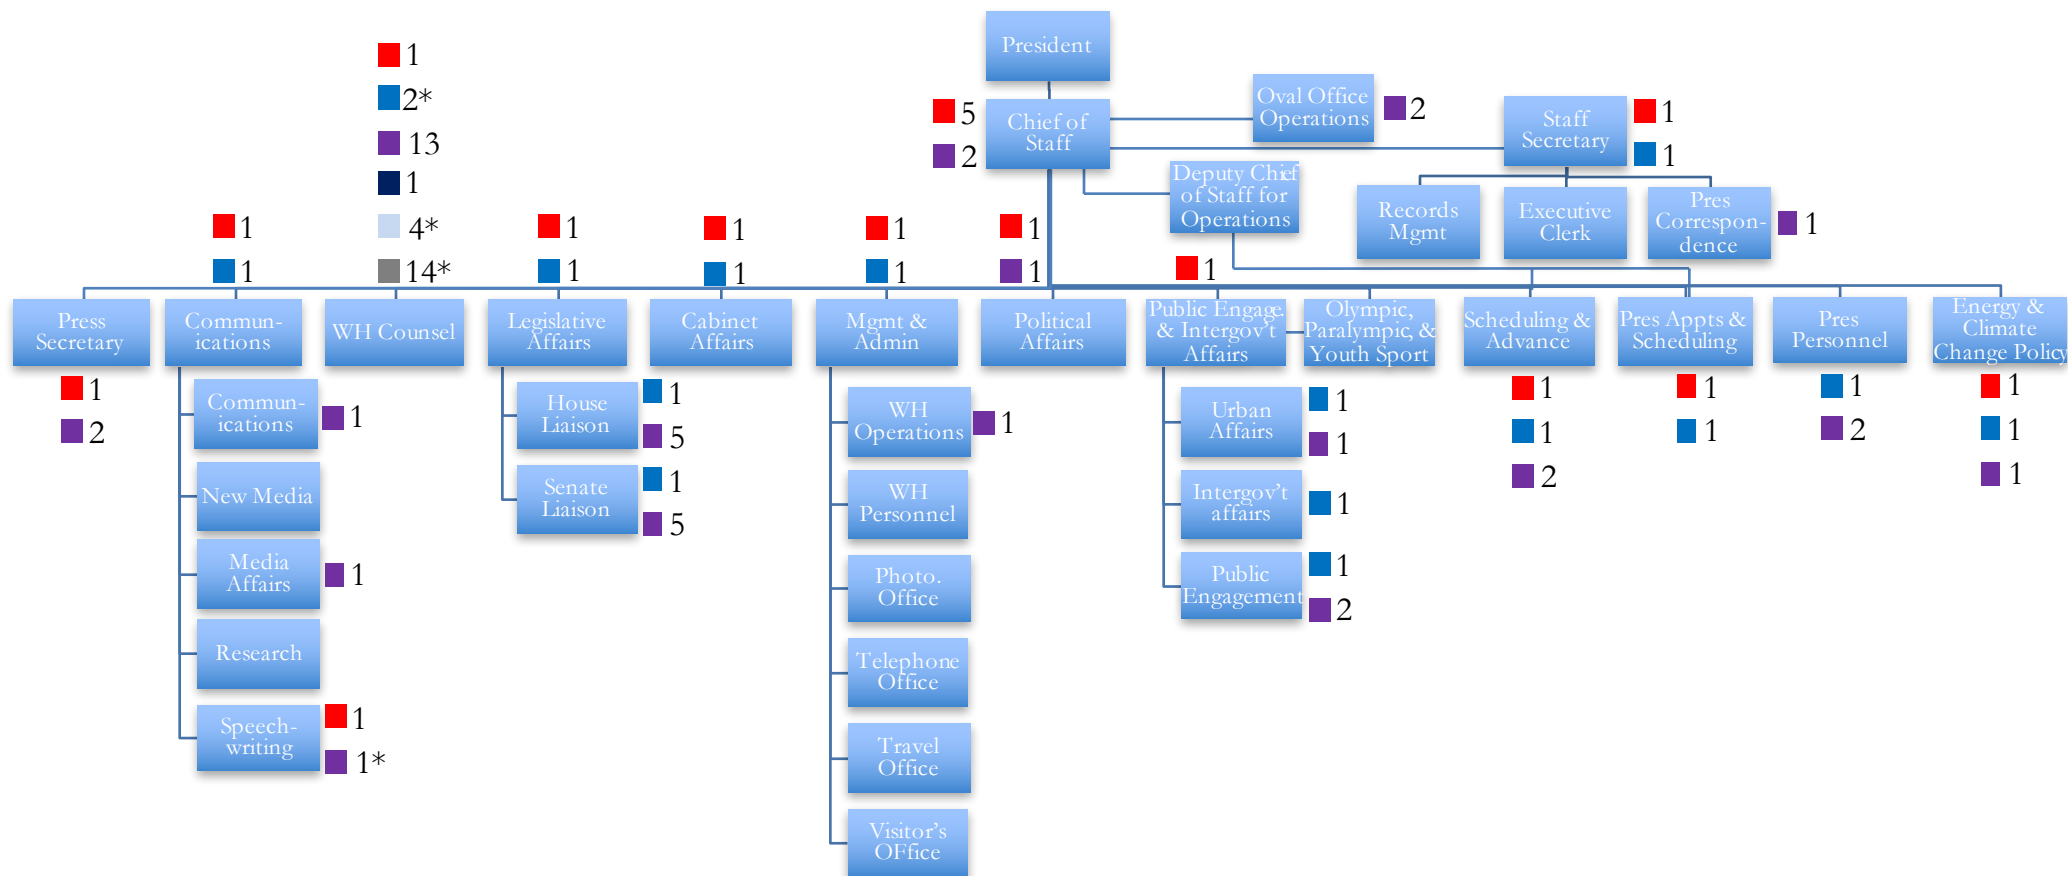 President
Chief of
Staff
5
2
Oval Office
Operations
2
Staff
Secretary
1
1
Deputy Chief
of Staff for
Operations
Records
Mgmt
Executive
Clerk
Pres
Correspon-
dence
1
1
2*
13
1
4*
14*
1
1
1
1
1
1
1
1
1
1
1
Press
Secretary
Commun-
ications
WH Counsel
Legislative
Affairs
Cabinet
Affairs
Mgmt &
Admin
Political
Affairs
Public Engage.
& Intergov't
Affairs
Olympic,
Paralympic, &
Youth Sport
Scheduling &
Advance
Pres Appts &
Scheduling
Pres
Personnel
Energy &
Climate
Change Policy
1
2
Commun-
ications
1
New Media
Media
Affairs
1
Research
Speech-
writing
1
1*
House
Liaison
1
5
Senate
Liaison
1
5
WH
Operations
1
WH
Personnel
Photo.
Office
Telephone
Office
Travel
Office
Visitor's
OFfice
Urban
Affairs
1
1
Intergov't
affairs
1
Public
Engagement
1
2
1
1
2
1
1
1
2
1
1
1